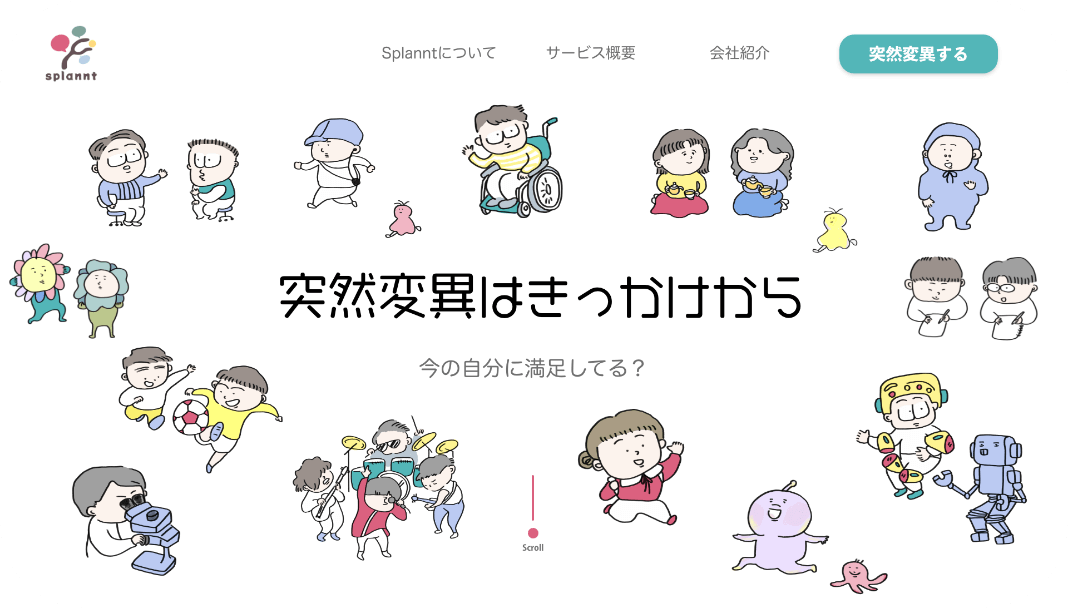 splannt
Splanntについて
サービス概要
会社紹介
突然変異する
突然変異はきっかけから
今の自分に満足してる？
Scroll